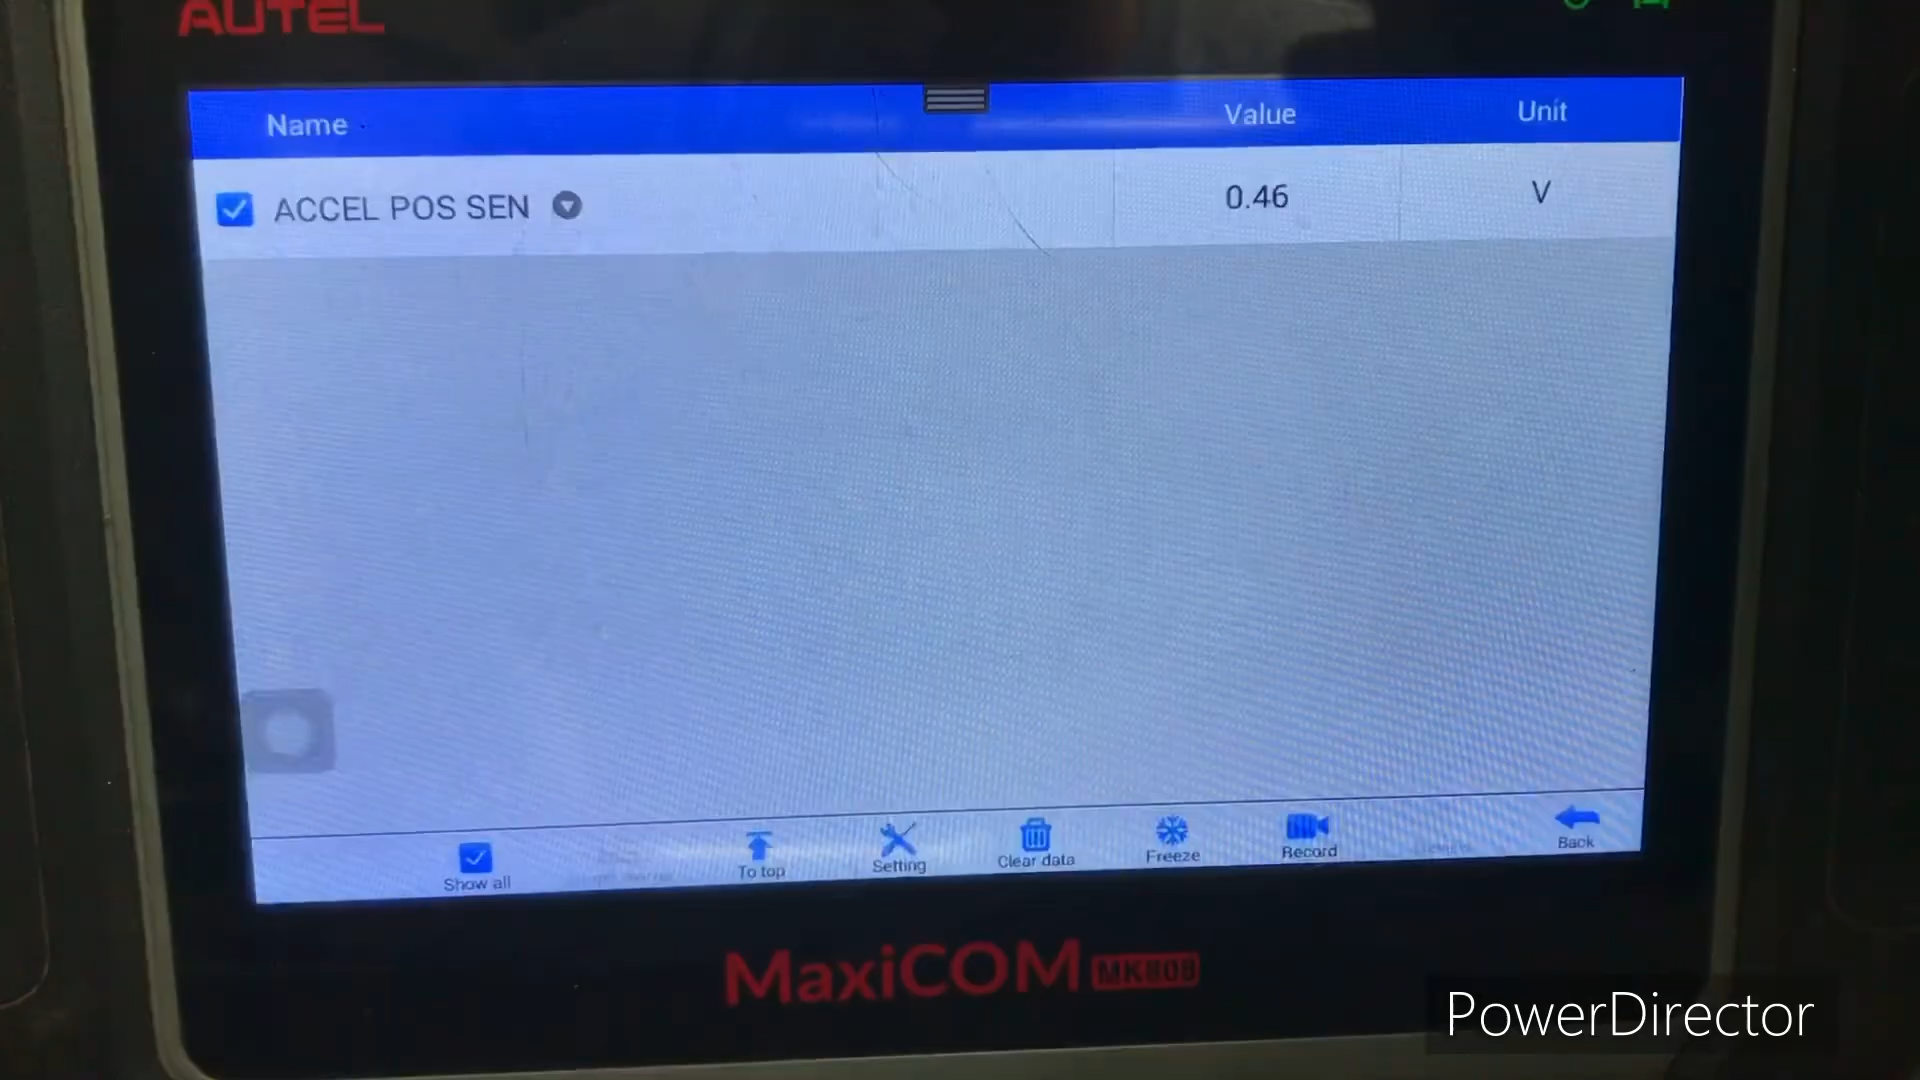 AUTEL
Name Value Unit
ACCEL POS SEN 0.46 V
Show all To top Setting Clear data Freeze Record Back
MaxiCOM MK808
PowerDirector